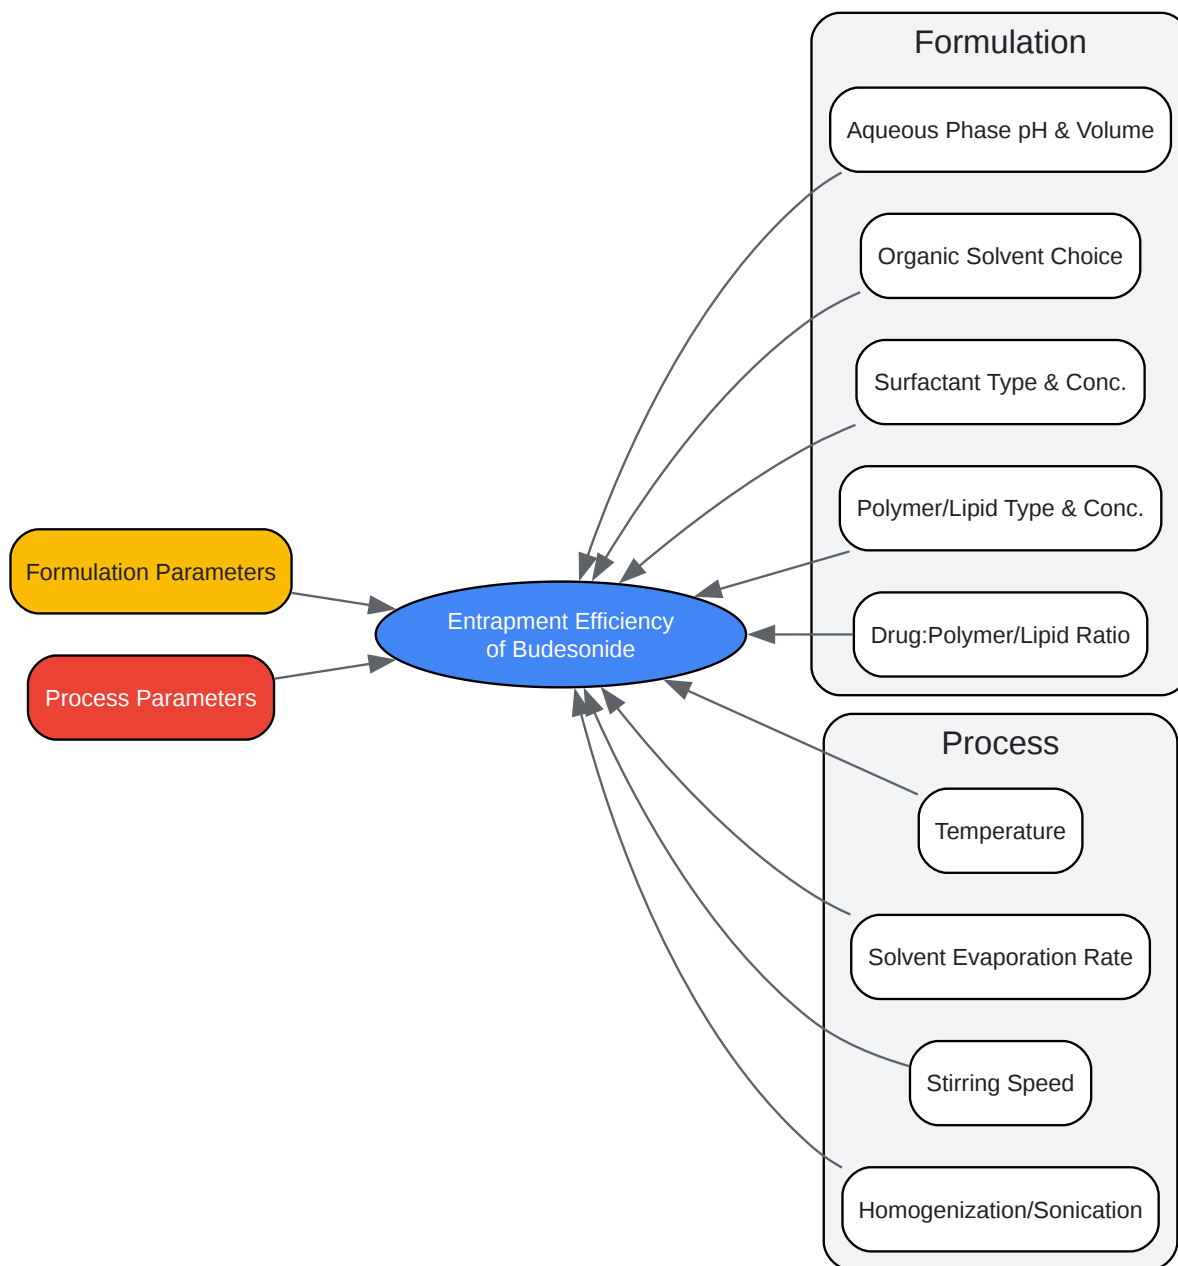 Formulation
Aqueous Phase pH & Volume
Organic Solvent Choice
Surfactant Type & Conc.
Polymer/Lipid Type & Conc.
Drug:Polymer/Lipid Ratio
Formulation Parameters
Process Parameters
Entrapment Efficiency
of Budesonide
Process
Temperature
Solvent Evaporation Rate
Stirring Speed
Homogenization/Sonication